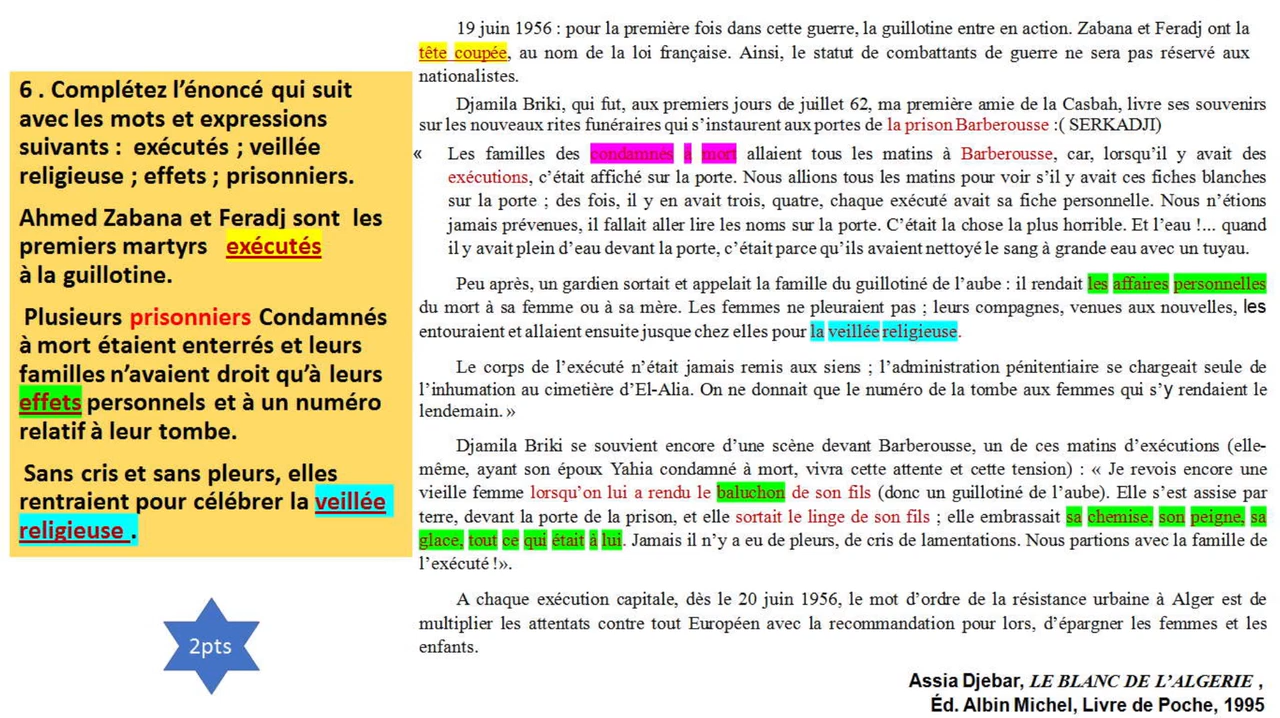 6 . Complétez l'énoncé qui suit
avec les mots et expressions
suivants : exécutés ; veillée
religieuse ; effets ; prisonniers.
Ahmed Zabana et Feradj sont les
premiers martyrs exécutés
à la guillotine.
Plusieurs prisonniers Condamnés
à mort étaient enterrés et leurs
familles n'avaient droit qu'à leurs
effets personnels et à un numéro
relatif à leur tombe.
Sans cris et sans pleurs, elles
rentraient pour célébrer la veillée
religieuse .
2pts
19 juin 1956 : pour la première fois dans cette guerre, la guillotine entre en action. Zabana et Feradj ont la
tête coupée, au nom de la loi française. Ainsi, le statut de combattants de guerre ne sera pas réservé aux
nationalistes.
Djamila Briki, qui fut, aux premiers jours de juillet 62, ma première amie de la Casbah, livre ses souvenirs
sur les nouveaux rites funéraires qui s'instaurent aux portes de la prison Barberousse :( SERKADJI)
« Les familles des condamnés a mort allaient tous les matins à Barberousse, car, lorsqu'il y avait des
exécutions, c'était affiché sur la porte. Nous allions tous les matins pour voir s'il y avait ces fiches blanches
sur la porte ; des fois, il y en avait trois, quatre, chaque exécuté avait sa fiche personnelle. Nous n'étions
jamais prévenues, il fallait aller lire les noms sur la porte. C'était la chose la plus horrible. Et l'eau !... quand
il y avait plein d'eau devant la porte, c'était parce qu'ils avaient nettoyé le sang à grande eau avec un tuyau.
Peu après, un gardien sortait et appelait la famille du guillotiné de l'aube : il rendait les affaires personnelles
du mort à sa femme ou à sa mère. Les femmes ne pleuraient pas ; leurs compagnes, venues aux nouvelles, les
entouraient et allaient ensuite jusque chez elles pour la veillée religieuse.
Le corps de l'exécuté n'était jamais remis aux siens ; l'administration pénitentiaire se chargeait seule de
l'inhumation au cimetière d'El-Alia. On ne donnait que le numéro de la tombe aux femmes qui s'y rendaient le
lendemain. »
Djamila Briki se souvient encore d'une scène devant Barberousse, un de ces matins d'exécutions (elle-
même, ayant son époux Yahia condamné à mort, vivra cette attente et cette tension) : « Je revois encore une
vieille femme lorsqu'on lui a rendu le baluchon de son fils (donc un guillotiné de l'aube). Elle s'est assise par
terre, devant la porte de la prison, et elle sortait le linge de son fils ; elle embrassait sa chemise, son peigne, sa
glace, tout ce qui était à lui. Jamais il n'y a eu de pleurs, de cris de lamentations. Nous partions avec la famille de
l'exécuté !».
A chaque exécution capitale, dès le 20 juin 1956, le mot d'ordre de la résistance urbaine à Alger est de
multiplier les attentats contre tout Européen avec la recommandation pour lors, d'épargner les femmes et les
enfants.
Assia Djebar, LE BLANC DE L'ALGERIE ,
Éd. Albin Michel, Livre de Poche, 1995